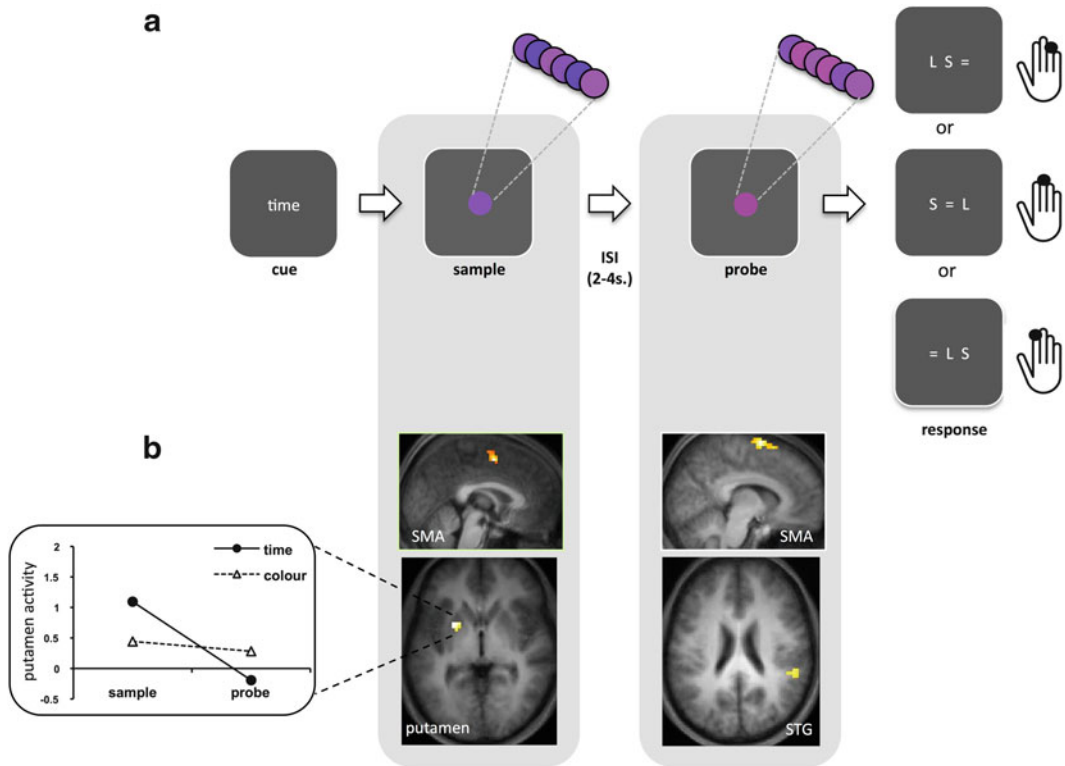 a
L S =
or
time
S = L
cue
sample
ISI
(2-4s.)
probe
or
= L S
response
b
SMA
SMA
2
1.5
1
0.5
0
-0.5
putamen activity
time
colour
sample
probe
putamen
STG